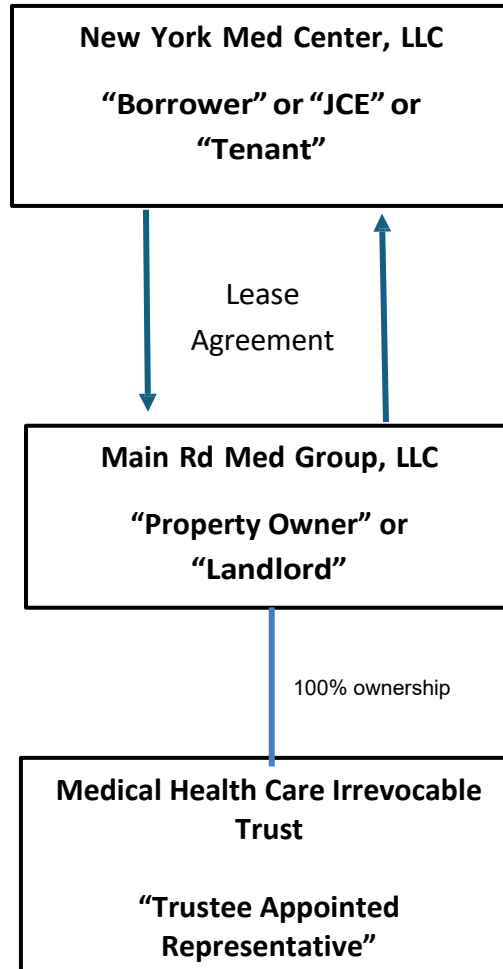 New York Med Center, LLC
“Borrower” or “JCE” or
“Tenant”
Lease
Agreement
Main Rd Med Group, LLC
“Property Owner” or
“Landlord”
100% ownership
Medical Health Care Irrevocable
Trust
“Trustee Appointed
Representative”